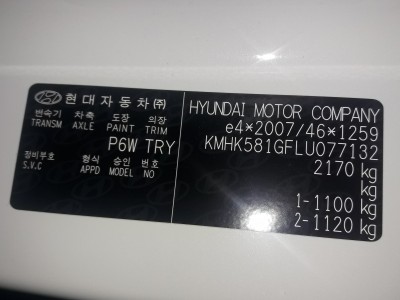 현대자동차㈜
변속기 차축 도장 의장
TRANSM AXLE PAINT TRIM
P6W TRY
장비부호 형식 승인 번호
S.V.C APPD MODEL NO
HYUNDAI MOTOR COMPANY
e4*2007/46*1259
KMHK581GFLU077132
2170 kg
kg
1-1100 kg
2-1120 kg